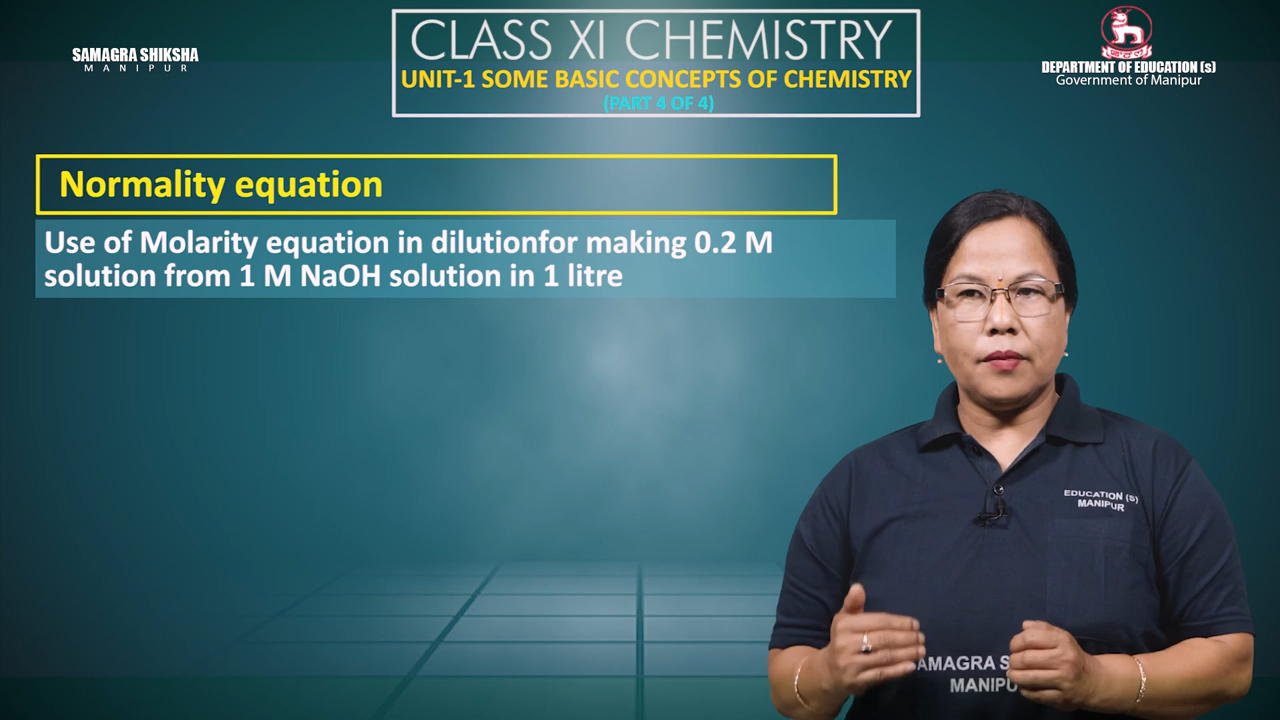 SAMAGRA SHIKSHA
MANIPUR
CLASS XI CHEMISTRY
UNIT-1 SOME BASIC CONCEPTS OF CHEMISTRY
(PART 4 OF 4)
DEPARTMENT OF EDUCATION (s)
Government of Manipur
Normality equation
Use of Molarity equation in dilutionfor making 0.2 M
solution from 1 M NaOH solution in 1 litre
EDUCATION (S)
MANIPUR
SAMAGRA S
MANIPU